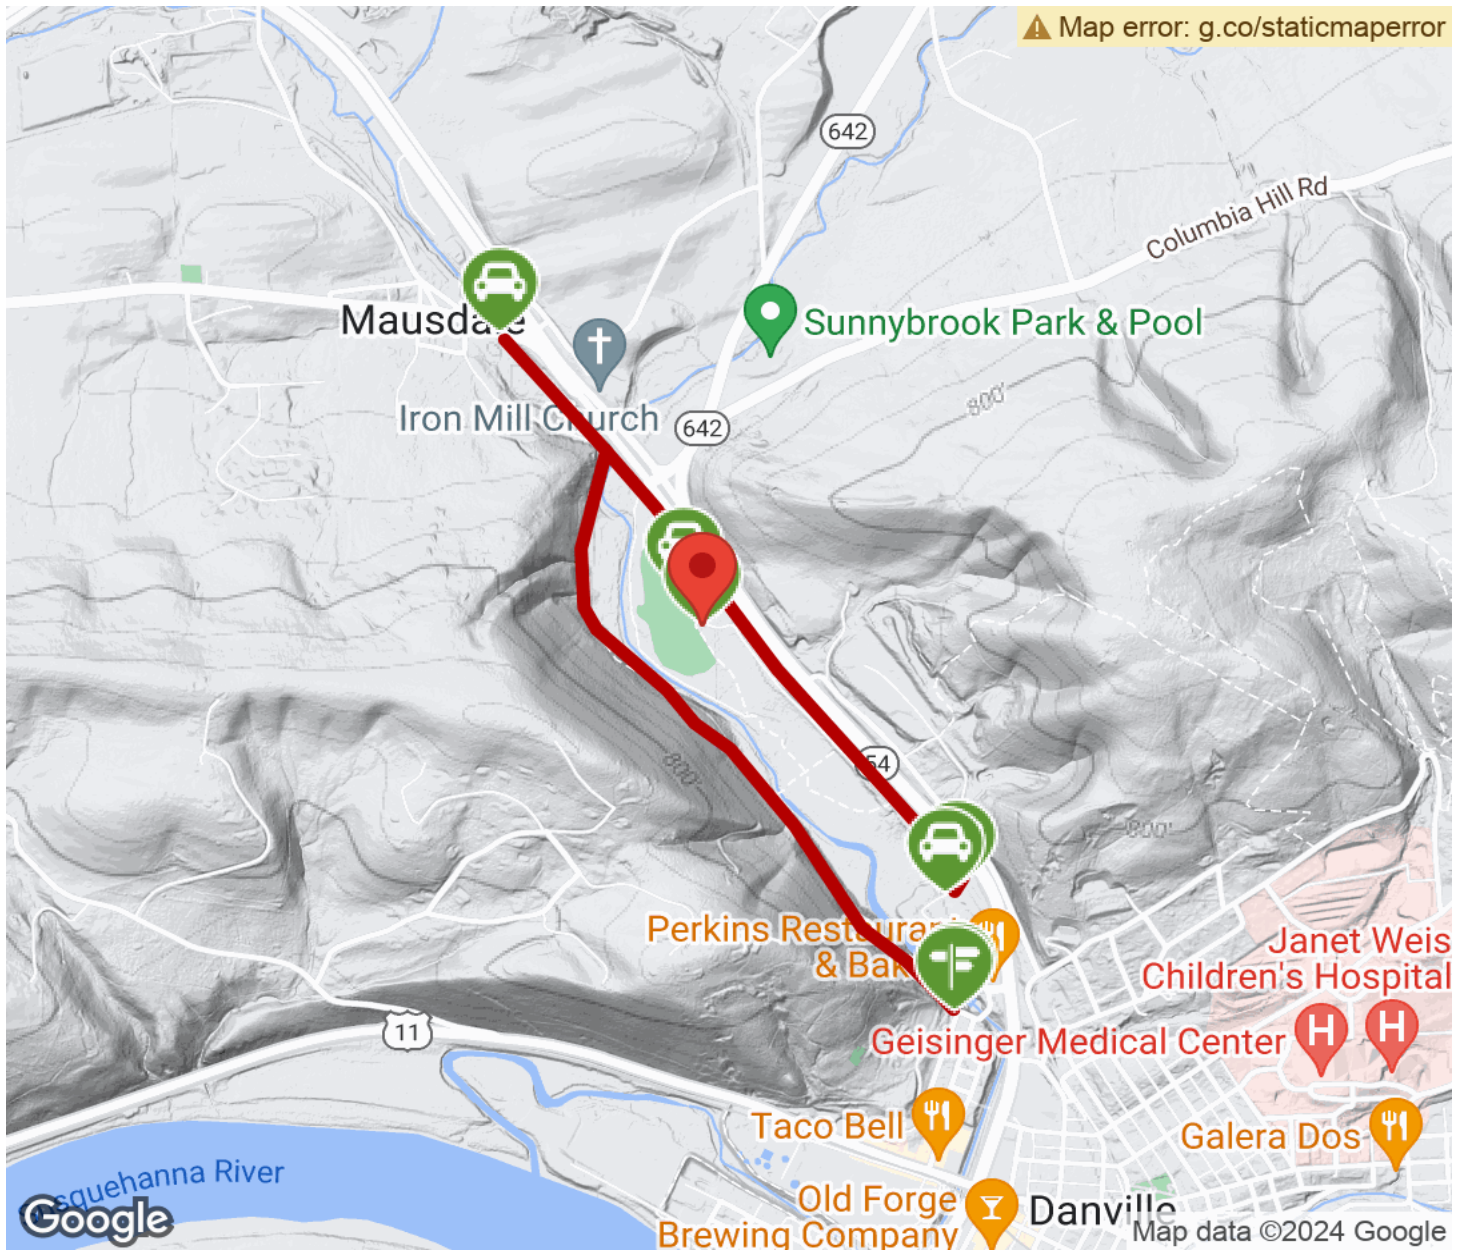 Map error: g.co/staticmaperror
642
Columbia Hill Rd
Mausdale
Sunnybrook Park & Pool
800'
Iron Mill Church
642
800'
54
800'
Perkins Restaurant
& Bak
Janet Weis
Children's Hospital
11
Geisinger Medical Center
H
H
Taco Bell
Galera Dos
Susquehanna River
Google
Old Forge
Brewing Company
Danville
Map data ©2024 Google